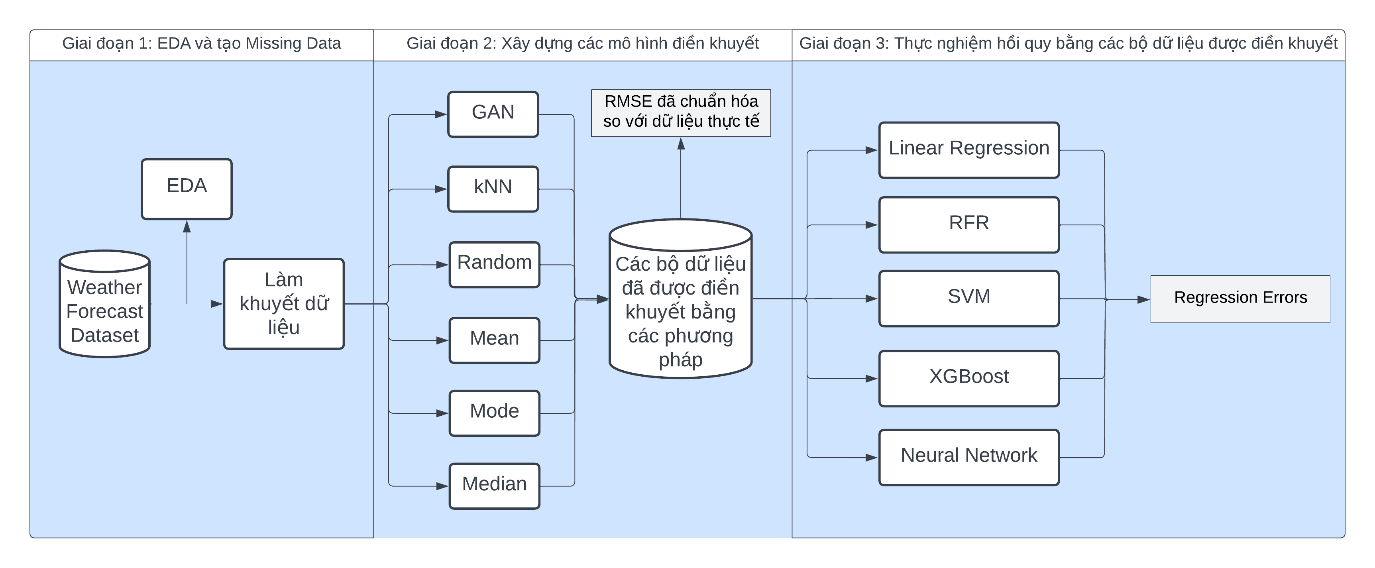 Giai đoạn 1: EDA và tạo Missing Data
Giai đoạn 2: Xây dựng các mô hình điền khuyết
Giai đoạn 3: Thực nghiệm hồi quy bằng các bộ dữ liệu được điền khuyết
EDA
Weather
Forecast
Dataset
Làm
khuyết dữ
liệu
GAN
kNN
Random
Mean
Mode
Median
RMSE đã chuẩn hóa
so với dữ liệu thực tế
Các bộ dữ liệu
đã được điền
khuyết bằng
các phương
pháp
Linear Regression
RFR
SVM
XGBoost
Neural Network
Regression Errors